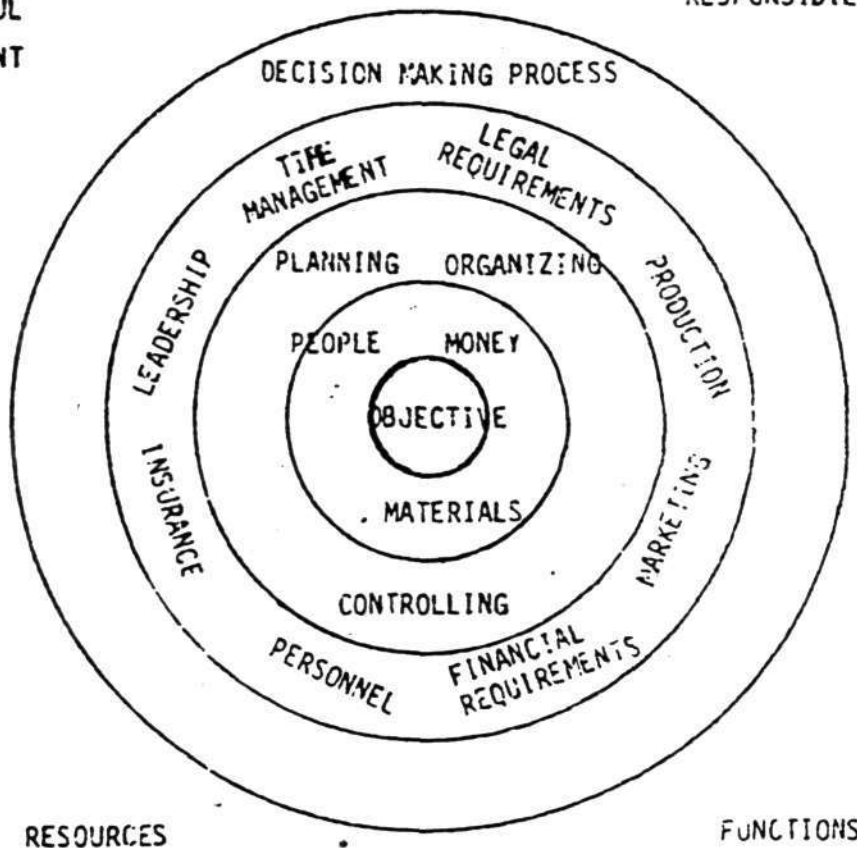 NT
DECISION MAKING PROCESS
TIME
MANAGEMENT
LEGAL
REQUIREMENTS
LEADERSHIP
PLANNING ORGANIZING
PRODUCTION
PEOPLE MONEY
OBJECTIVE
INSURANCE
MATERIALS
MARKETING
CONTROLLING
PERSONNEL
FINANCIAL
REQUIREMENTS
RESOURCES
FUNCTIONS